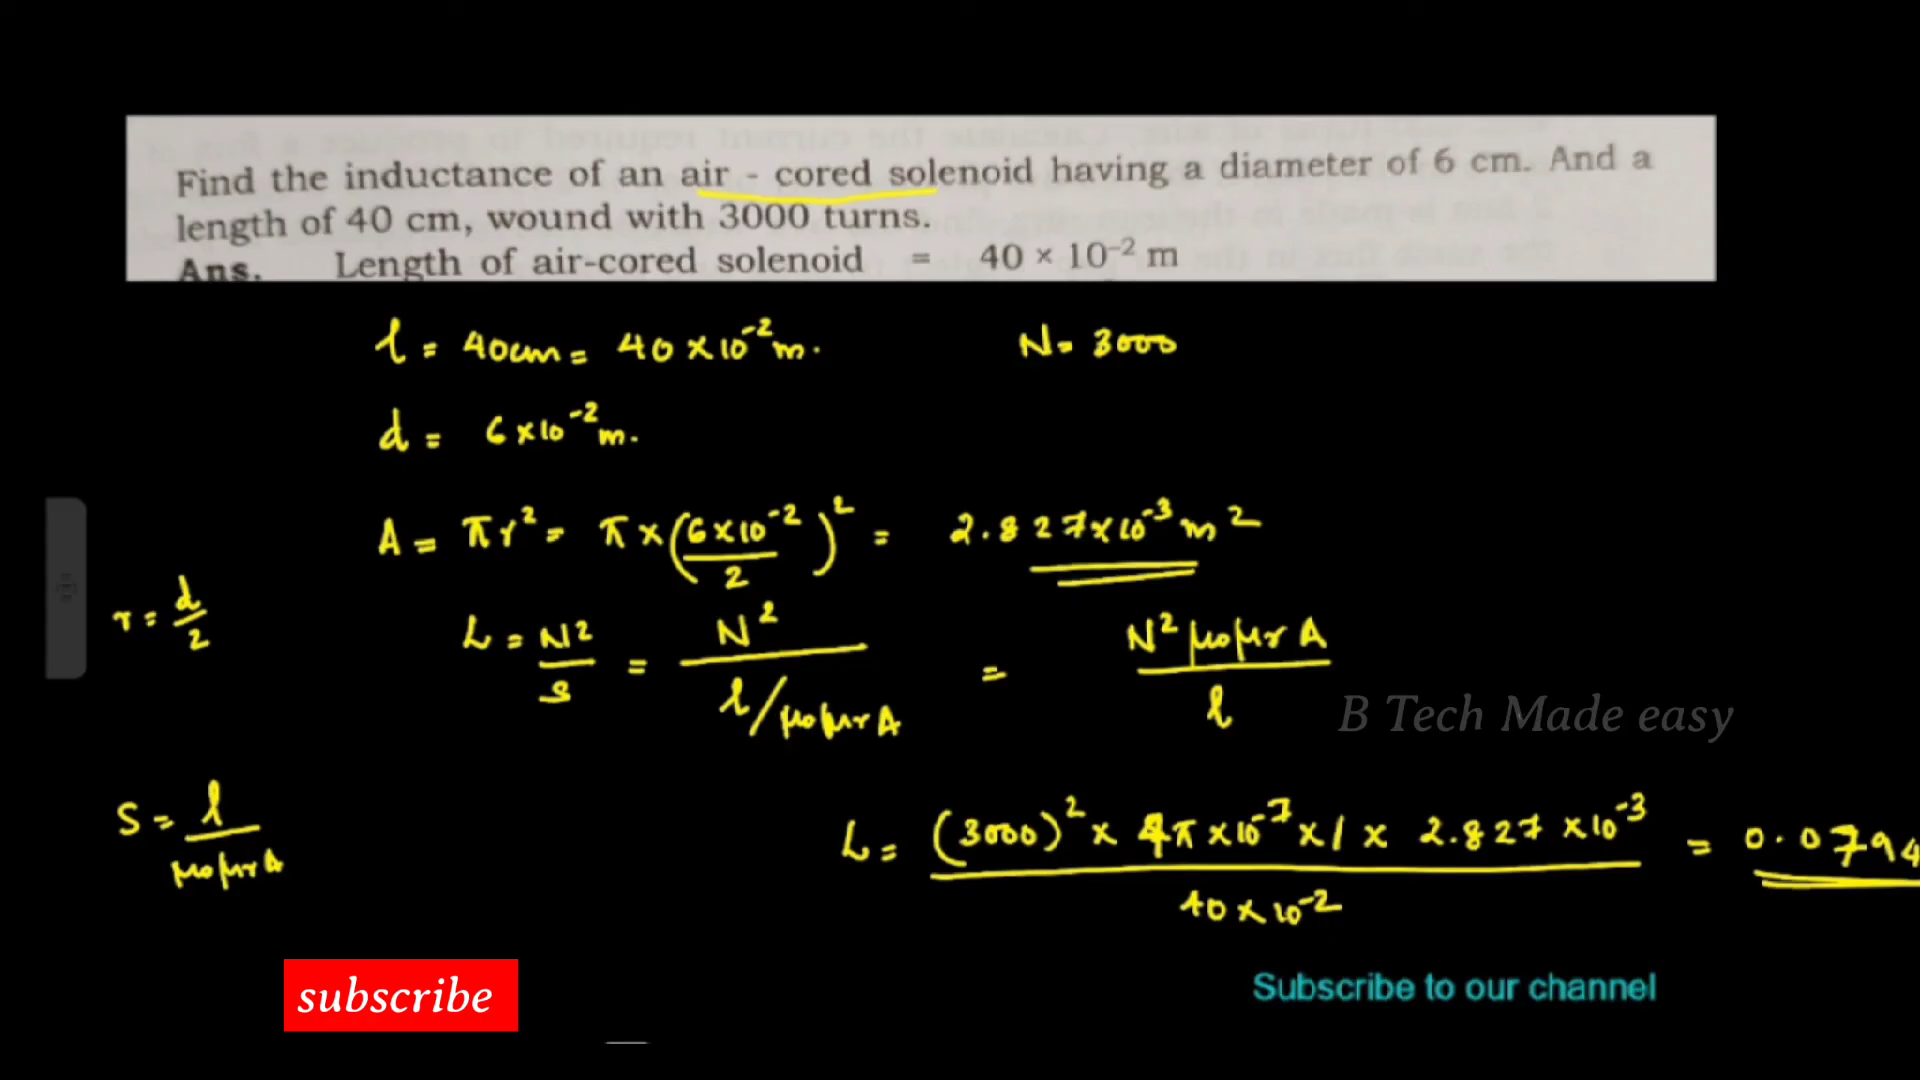 Find the inductance of an air - cored solenoid having a diameter of 6 cm. And a
length of 40 cm, wound with 3000 turns.
Ans. Length of air-cored solenoid = 40 × 10⁻² m
l = 40cm = 40 × 10⁻² m. N = 3000
d = 6 × 10⁻² m.
A = πr² = π × (6 × 10⁻² / 2)² = 2.827 × 10⁻³ m²
r = d/2
L = N²/S = N² / l/μ₀μrA = N² μ₀μr A / l
B Tech Made easy
S = l / μ₀μrA
L = (3000)² × 4π × 10⁻⁷ × 1 × 2.827 × 10⁻³ / 40 × 10⁻² = 0.0794
subscribe
Subscribe to our channel